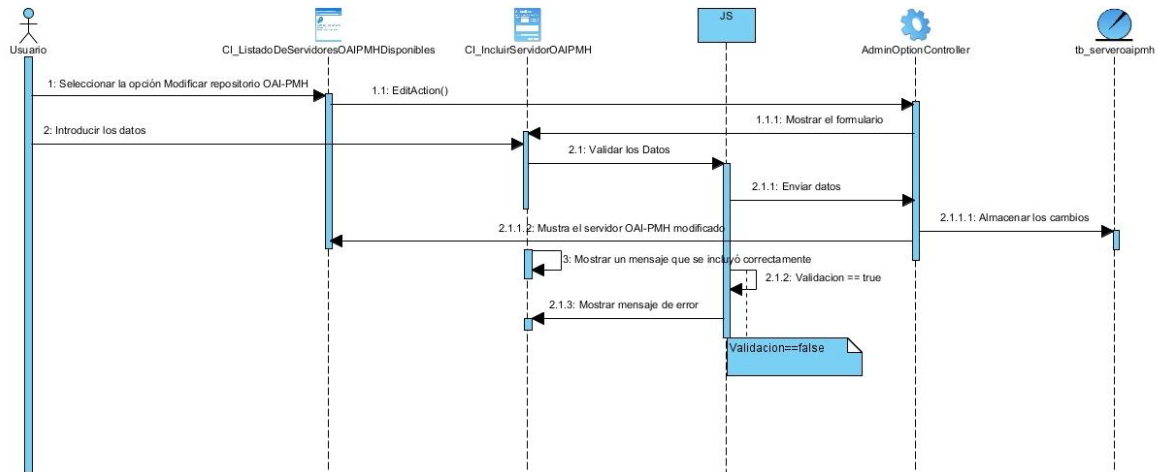 JS
Usuario
CI_ListadoDeServidoresOAIPMHDisponibles
CI_IncluirServidorOAIPMH
AdminOptionController
tb_serveroaipmh
1: Seleccionar la opción Modificar repositorio OAI-PMH
1.1: EditAction()
1.1.1: Mostrar el formulario
2: Introducir los datos
2.1: Validar los Datos
2.1.1: Enviar datos
2.1.1.1: Almacenar los cambios
2.1.1.2: Mustra el servidor OAI-PMH modificado
3: Mostrar un mensaje que se incluyó correctamente
2.1.2: Validacion == true
2.1.3: Mostrar mensaje de error
Validacion==false